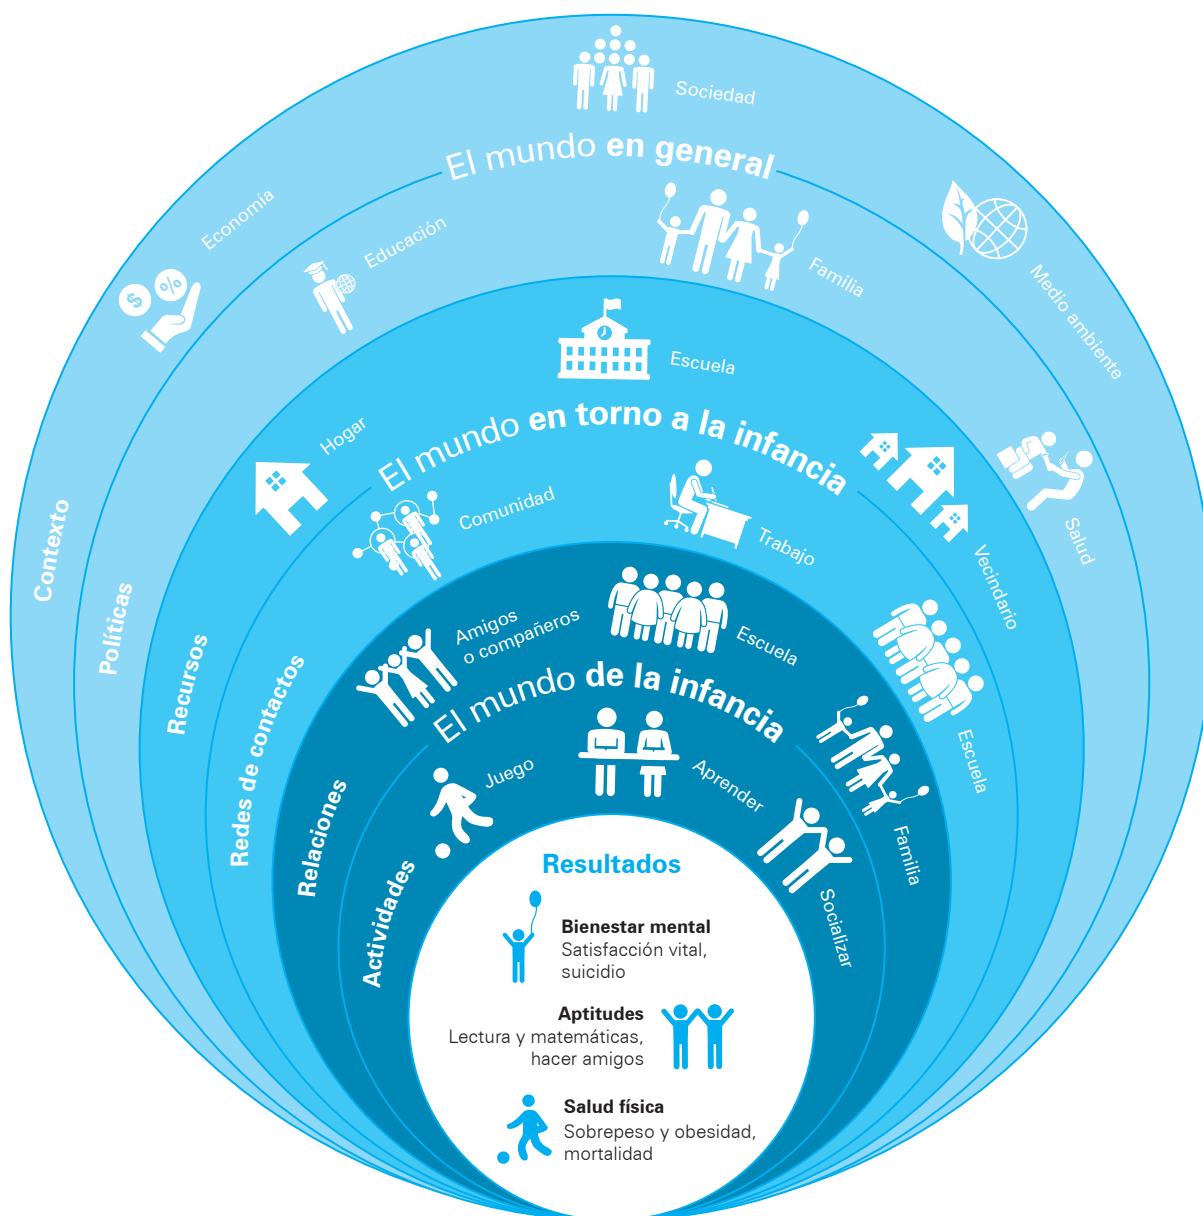 Sociedad
El mundo en general
Economía
Educación
Familia
Medio ambiente
Salud
Contexto
Políticas
Escuela
El mundo en torno a la infancia
Hogar
Comunidad
Trabajo
Vecindario
Escuela
Recursos
Redes de contactos
Amigos
o compañeros
Escuela
El mundo de la infancia
Juego
Aprender
Familia
Socializar
Relaciones
Actividades
Resultados
Bienestar mental
Satisfacción vital,
suicidio
Aptitudes
Lectura y matemáticas,
hacer amigos
Salud física
Sobrepeso y obesidad,
mortalidad
$
%